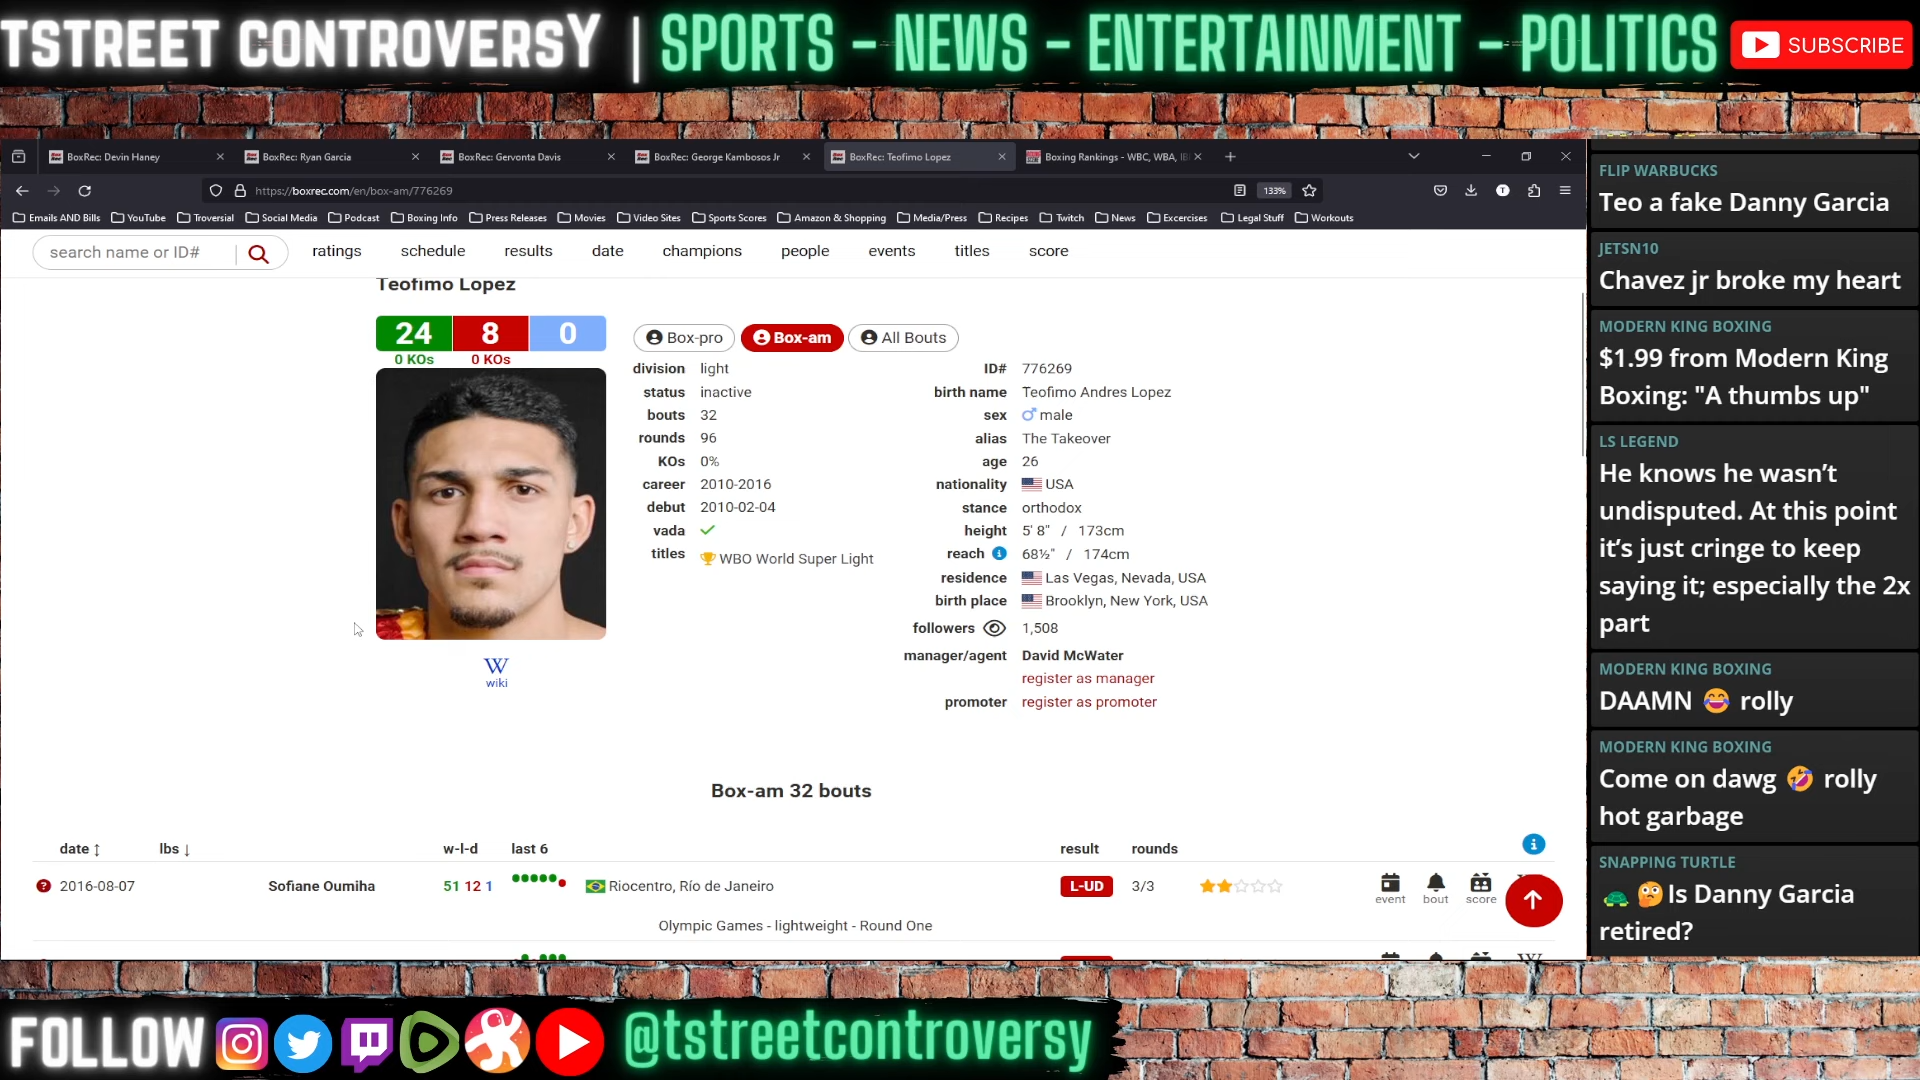 TSTREET CONTROVERSY | SPORTS - NEWS - ENTERTAINMENT - POLITICS
SUBSCRIBE
BoxRec: Devin Haney
BoxRec: Ryan Garcia
BoxRec: Gervonta Davis
BoxRec: George Kambosos Jr
BoxRec: Teofimo Lopez
Boxing Rankings - WBC, WBA, IB
https://boxrec.com/en/box-am/776269
133%
T
Emails AND Bills
YouTube
Troversial
Social Media
Podcast
Boxing Info
Press Releases
Movies
Video Sites
Sports Scores
Amazon & Shopping
Media/Press
Recipes
Twitch
News
Excercises
Legal Stuff
Workouts
search name or ID#
ratings
schedule
results
date
champions
people
events
titles
score
Teofimo Lopez
24 8 0
0 KOs 0 KOs
Box-pro
Box-am
All Bouts
division light
status inactive
bouts 32
rounds 96
KOs 0%
career 2010-2016
debut 2010-02-04
vada
titles WBO World Super Light
ID# 776269
birth name Teofimo Andres Lopez
sex male
alias The Takeover
age 26
nationality USA
stance orthodox
height 5' 8" / 173cm
reach 68½" / 174cm
residence Las Vegas, Nevada, USA
birth place Brooklyn, New York, USA
followers 1,508
manager/agent David McWater
register as manager
promoter register as promoter
W
wiki
Box-am 32 bouts
date lbs w-l-d last 6 result rounds
2016-08-07 Sofiane Oumiha 51 12 1 Riocentro, Río de Janeiro L-UD 3/3
event bout score
Olympic Games - lightweight - Round One
FLIP WARBUCKS
Teo a fake Danny Garcia
JETSN10
Chavez jr broke my heart
MODERN KING BOXING
$1.99 from Modern King
Boxing: "A thumbs up"
LS LEGEND
He knows he wasn't
undisputed. At this point
it's just cringe to keep
saying it; especially the 2x
part
MODERN KING BOXING
DAAMN 😂 rolly
MODERN KING BOXING
Come on dawg 🤣 rolly
hot garbage
SNAPPING TURTLE
🐢🤔Is Danny Garcia
retired?
FOLLOW
@tstreetcontroversy